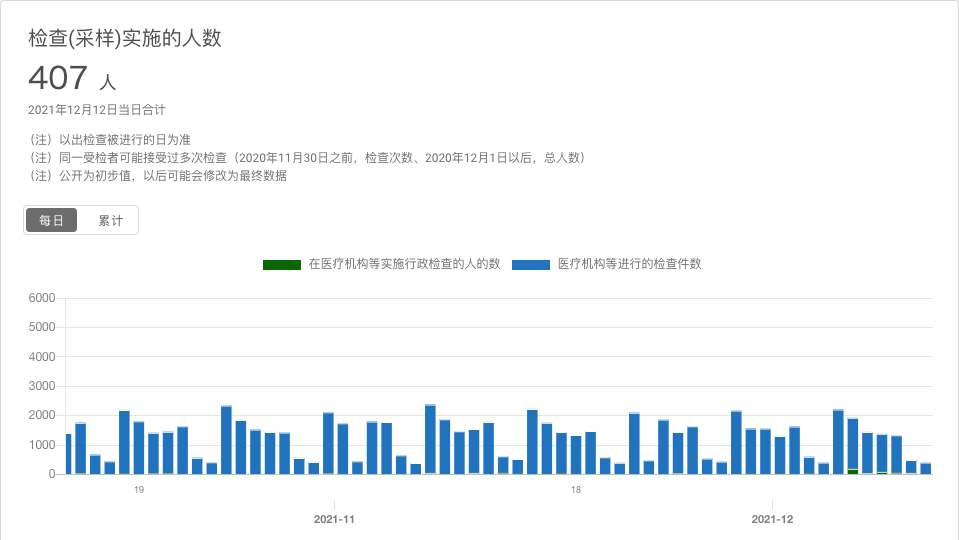 检查(采样)实施的人数
407 人
2021年12月12日当日合计
（注）以出检查被进行的日为准
（注）同一受检者可能接受过多次检查（2020年11月30日之前，检查次数、2020年12月1日以后，总人数）
（注）公开为初步值，以后可能会修改为最终数据
每日 累计
在医疗机构等实施行政检查的人的数 医疗机构等进行的检查件数
6000
5000
4000
3000
2000
1000
0
19 18
2021-11 2021-12